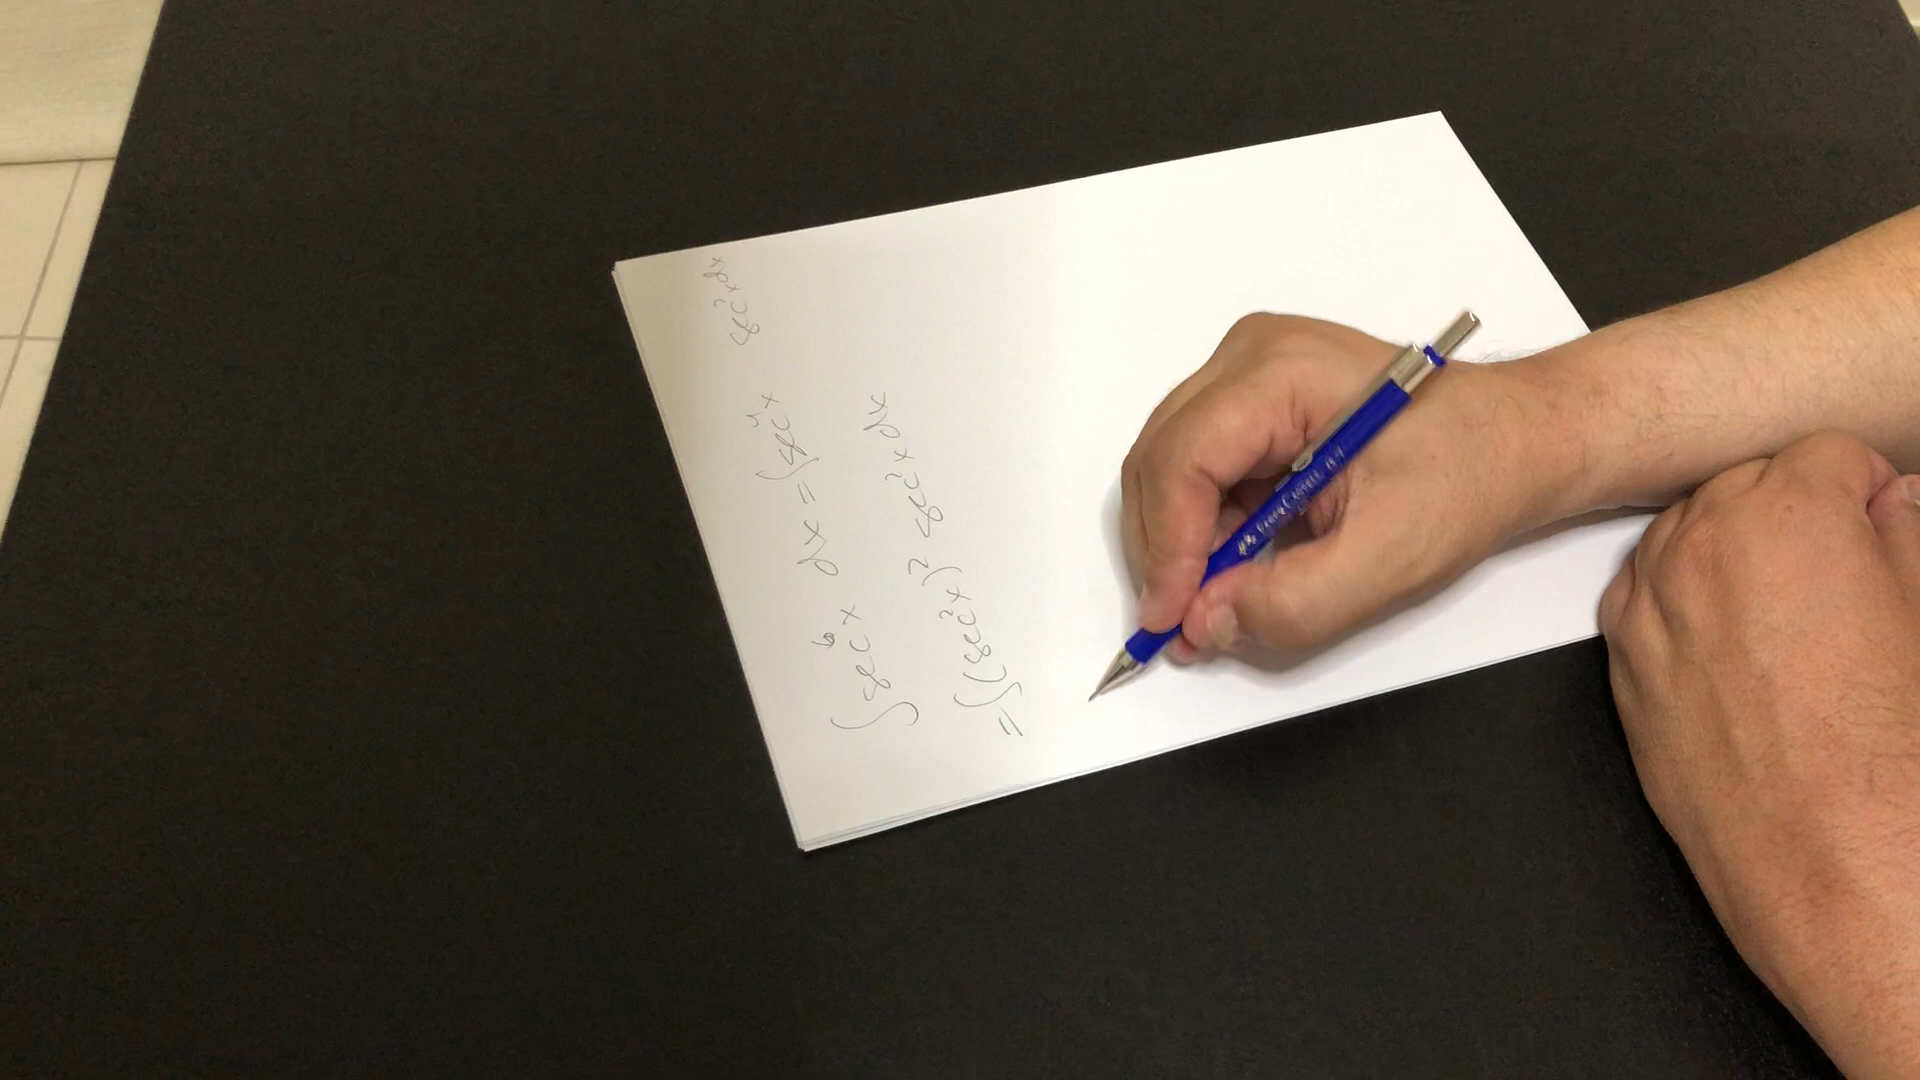 ∫sec⁶x dx = ∫sec⁴x sec²x dx
= ∫(sec²x)² sec²x dx